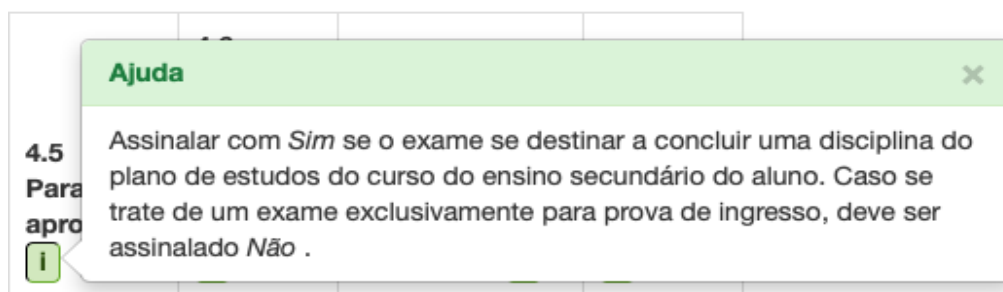 Ajuda
×
Assinalar com Sim se o exame se destinar a concluir uma disciplina do
plano de estudos do curso do ensino secundário do aluno. Caso se
trate de um exame exclusivamente para prova de ingresso, deve ser
assinalado Não .
4.5
Para
apro
i